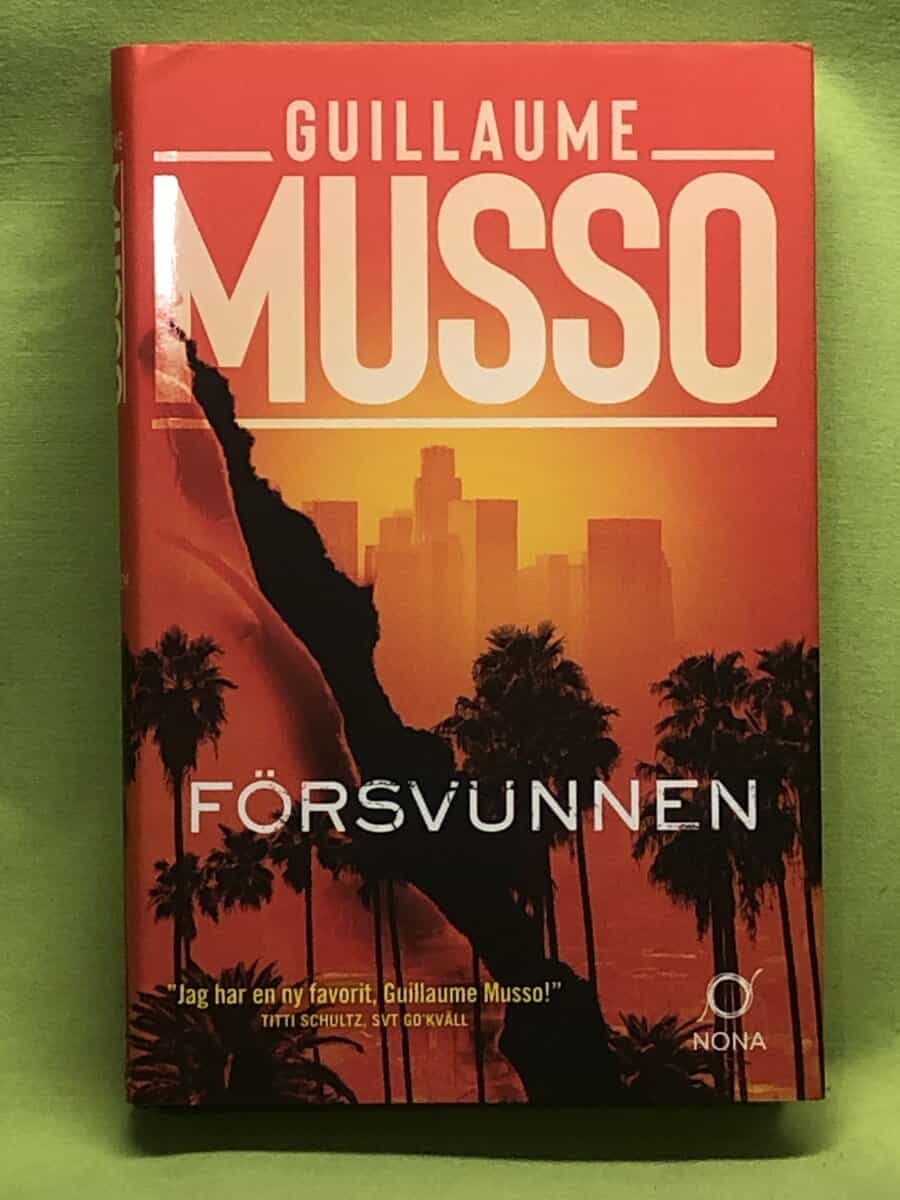 GUILLAUME
MUSSO
FÖRSVUNNEN
"Jag har en ny favorit, Guillaume Musso!"
TITTI SCHULTZ, SVT GO'KVÄLL
NONA